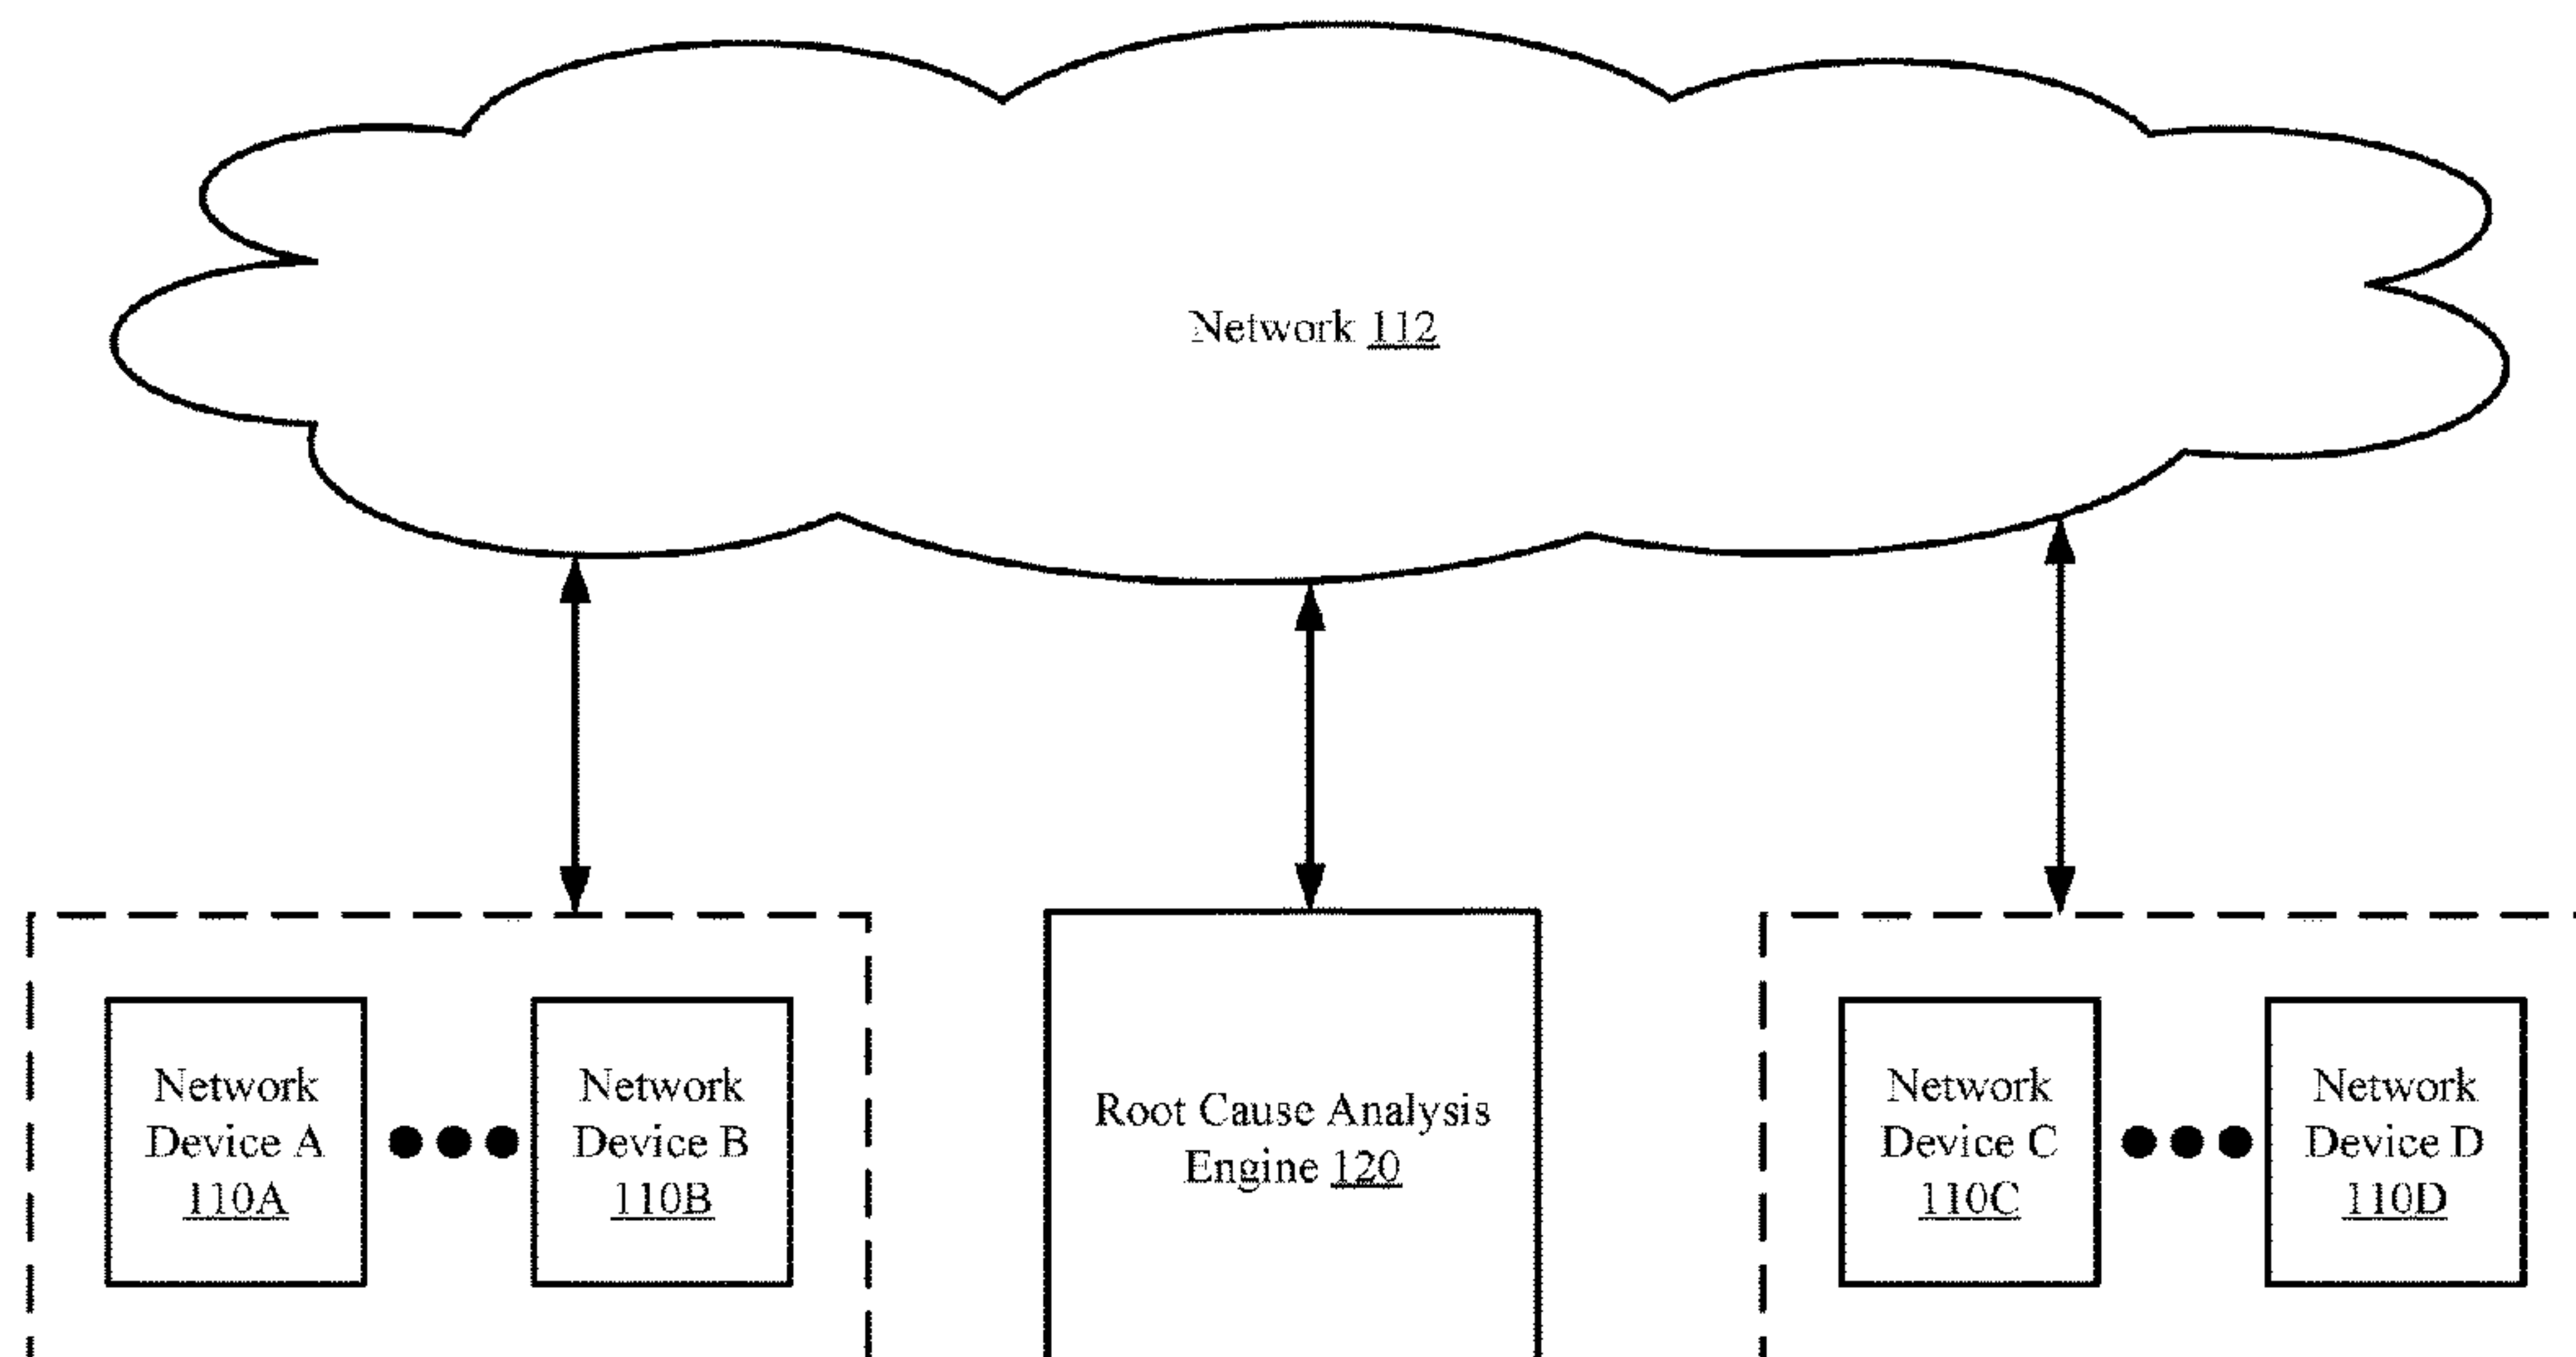 Network 112
Network
Device A
110A
Network
Device B
110B
Root Cause Analysis
Engine 120
Network
Device C
110C
Network
Device D
110D